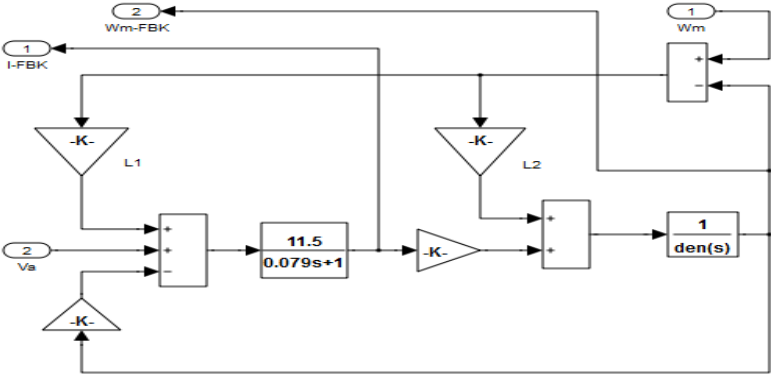 2
Wm-FBK
1
Wm
1
I-FBK
+
−
-K-
L1
-K-
L2
+
+
−
2
Va
11.5
0.079s+1
-K-
+
+
1
den(s)
-K-